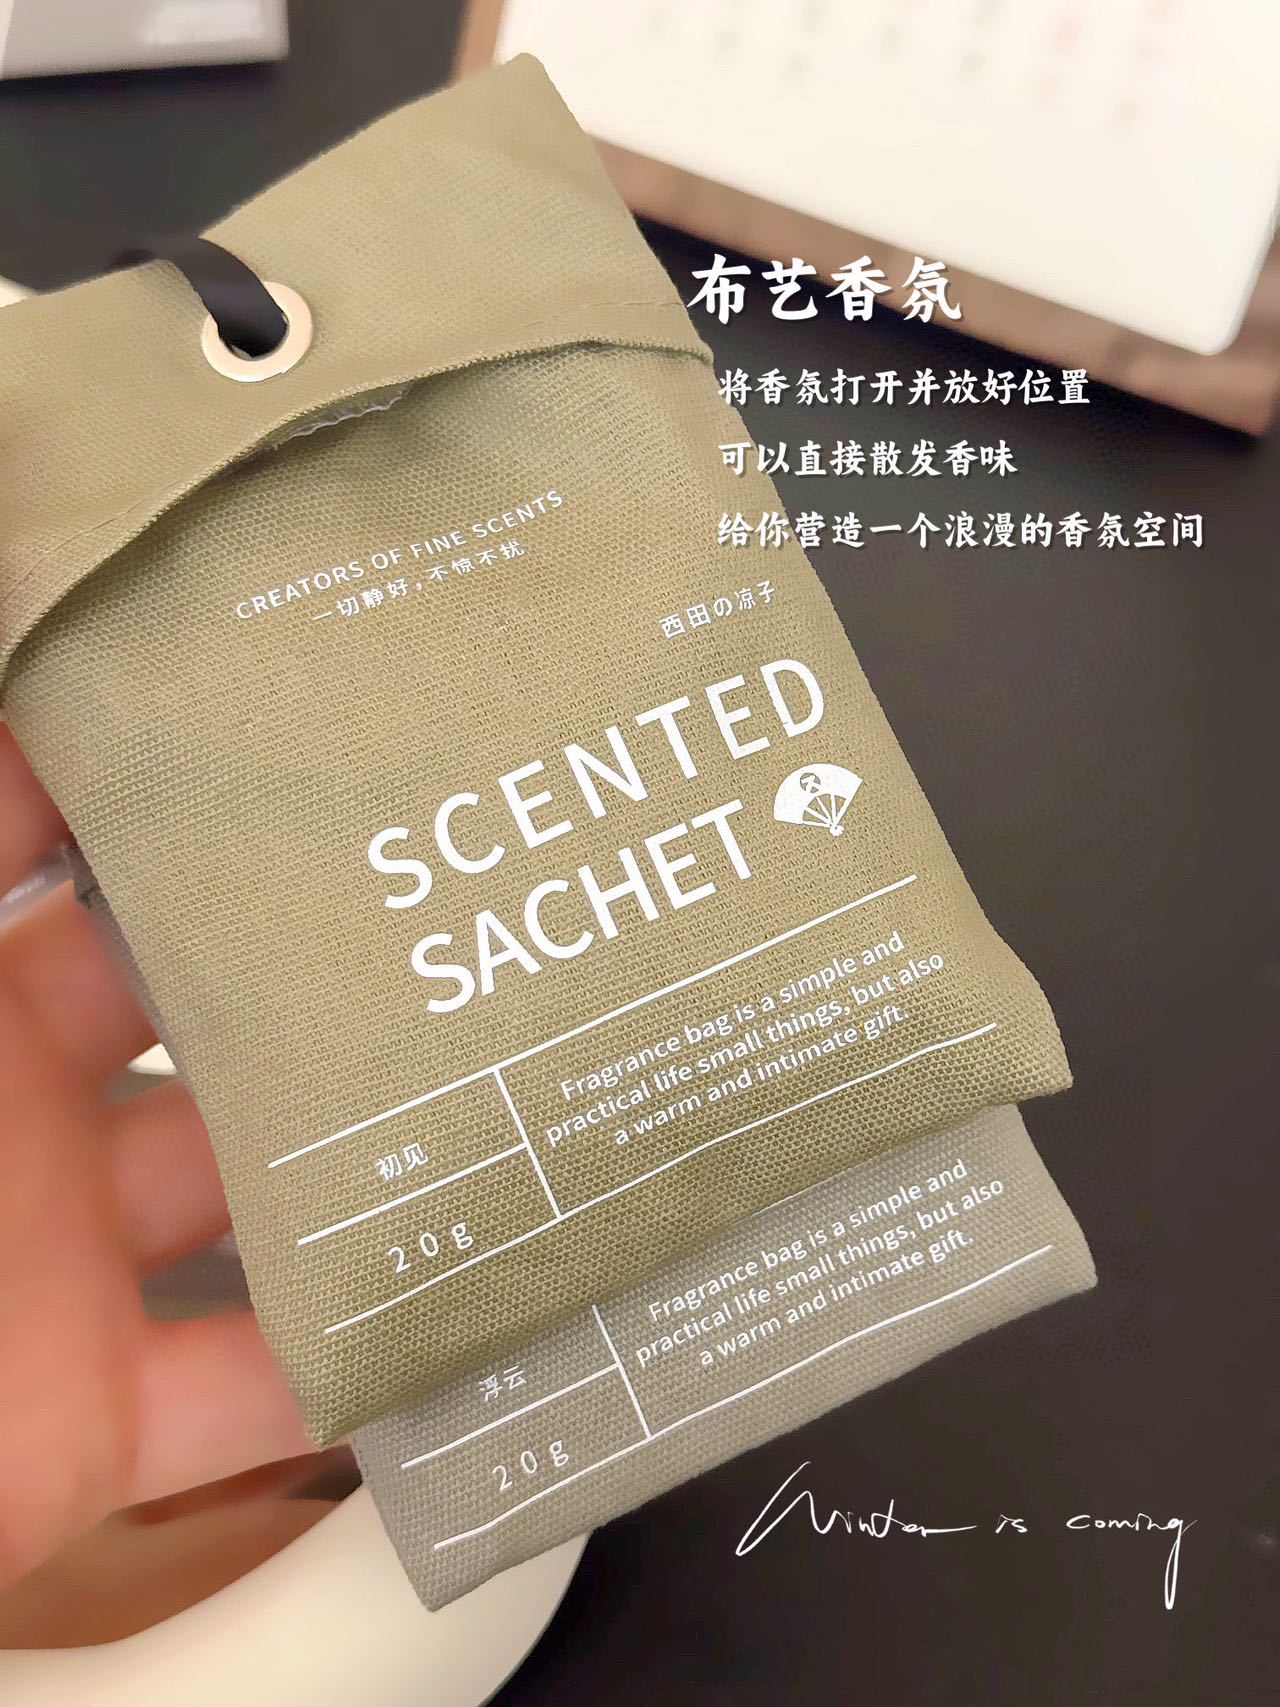 布艺香氛
将香氛打开并放好位置
可以直接散发香味
给你营造一个浪漫的香氛空间
CREATORS OF FINE SCENTS
一切静好,不惊不扰
西田の凉子
SCENTED
SACHET
Fragrance bag is a simple and
practical life small things, but also
a warm and intimate gift.
初见
20g
Fragrance bag is a simple and
practical life small things, but also
a warm and intimate gift.
浮云
20g
Winter is coming